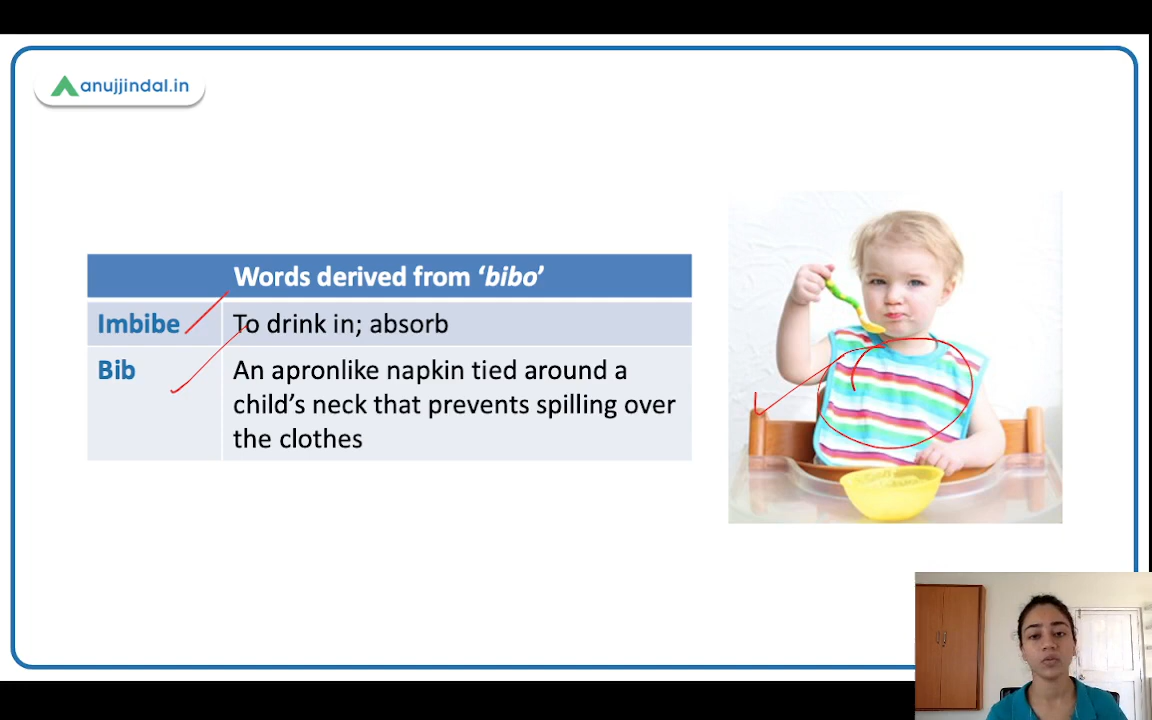 anujjindal.in
Words derived from ‘bibo’
Imbibe To drink in; absorb
Bib An apronlike napkin tied around a
child’s neck that prevents spilling over
the clothes